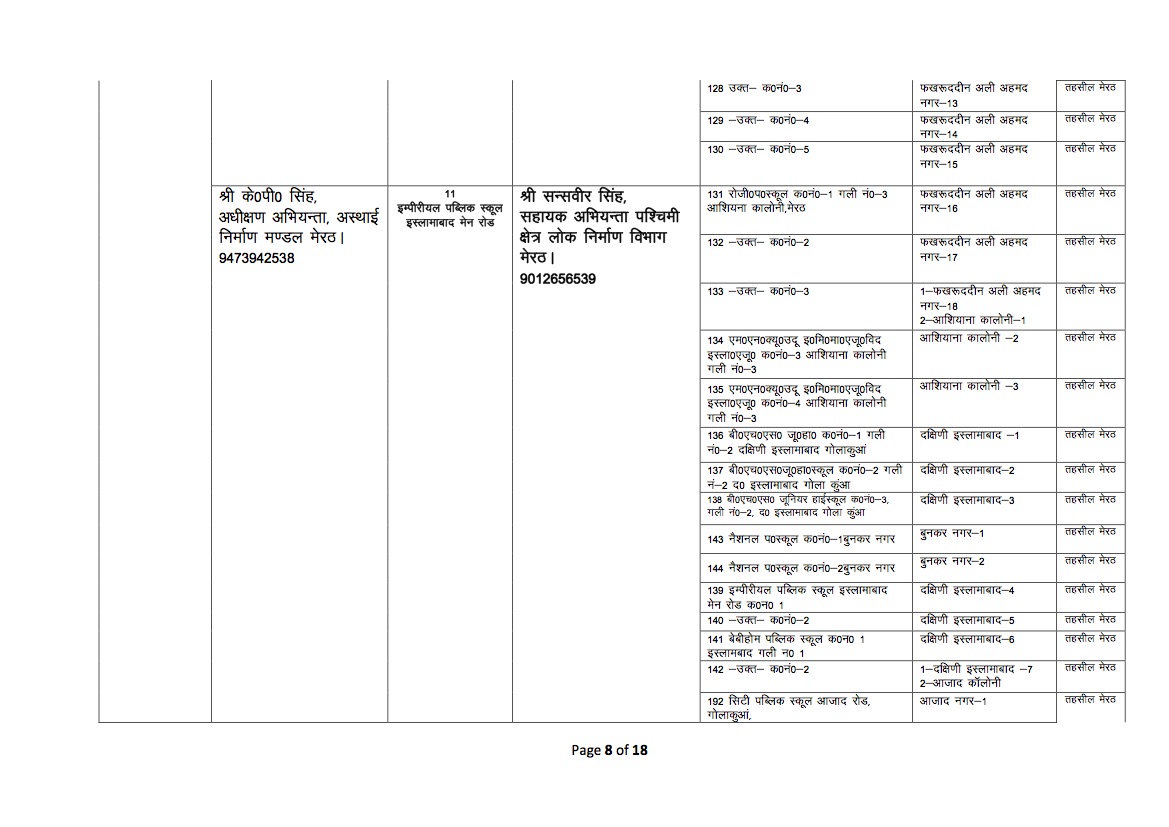 128 उक्त– क0नं0–3
फखरूददीन अली अहमद
नगर–13
तहसील मेरठ
129 –उक्त– क0नं0–4
फखरूददीन अली अहमद
नगर–14
तहसील मेरठ
130 –उक्त– क0नं0–5
फखरूददीन अली अहमद
नगर–15
तहसील मेरठ
श्री के0पी0 सिंह,
अधीक्षण अभियन्ता, अस्थाई
निर्माण मण्डल मेरठ।
9473942538
11
इम्पीरीयल पब्लिक स्कूल
इस्लामाबाद मेन रोड
श्री सन्सवीर सिंह,
सहायक अभियन्ता पश्चिमी
क्षेत्र लोक निर्माण विभाग
मेरठ।
9012656539
131 रोजी0प0स्कूल क0नं0–1 गली नं0–3
आशियना कालोनी,मेरठ
फखरूददीन अली अहमद
नगर–16
तहसील मेरठ
132 –उक्त– क0नं0–2
फखरूददीन अली अहमद
नगर–17
तहसील मेरठ
133 –उक्त– क0नं0–3
1–फखरूददीन अली अहमद
नगर–18
2–आशियाना कालोनी–1
तहसील मेरठ
134 एम0एन0क्यू0उदू इ0मि0मा0एजू0विद
इस्ला0एजू0 क0नं0–3 आशियाना कालोनी
गली नं0–3
आशियाना कालोनी –2
तहसील मेरठ
135 एम0एन0क्यू0उदू इ0मि0मा0एजू0विद
इस्ला0एजू0 क0नं0–4 आशियाना कालोनी
गली नं0–3
आशियाना कालोनी –3
तहसील मेरठ
136 बी0एच0एस0 जू0हा0 क0नं0–1 गली
नं0–2 दक्षिणी इस्लामाबाद गोलाकुआं
दक्षिणी इस्लामाबाद –1
तहसील मेरठ
137 बी0एच0एस0जू0हा0स्कूल क0नं0–2 गली
नं–2 द0 इस्लामाबाद गोला कुंआ
दक्षिणी इस्लामाबाद–2
तहसील मेरठ
138 बी0एच0एस0 जूनियर हाईस्कूल क0नं0–3,
गली नं0–2, द0 इस्लामाबाद गोला कुंआ
दक्षिणी इस्लामाबाद–3
तहसील मेरठ
143 नैशनल प0स्कूल क0नं0–1बुनकर नगर
बुनकर नगर–1
तहसील मेरठ
144 नैशनल प0स्कूल क0नं0–2बुनकर नगर
बुनकर नगर–2
तहसील मेरठ
139 इम्पीरीयल पब्लिक स्कूल इस्लामाबाद
मेन रोड क0न0 1
दक्षिणी इस्लामाबाद–4
तहसील मेरठ
140 –उक्त– क0नं0–2
दक्षिणी इस्लामाबाद–5
तहसील मेरठ
141 बेबीहोम पब्लिक स्कूल क0न0 1
इस्लामबाद गली न0 1
दक्षिणी इस्लामाबाद–6
तहसील मेरठ
142 –उक्त– क0नं0–2
1–दक्षिणी इस्लामाबाद –7
2–आजाद कॉलोनी
तहसील मेरठ
192 सिटी पब्लिक स्कूल आजाद रोड,
गोलाकुआं,
आजाद नगर–1
तहसील मेरठ
Page 8 of 18